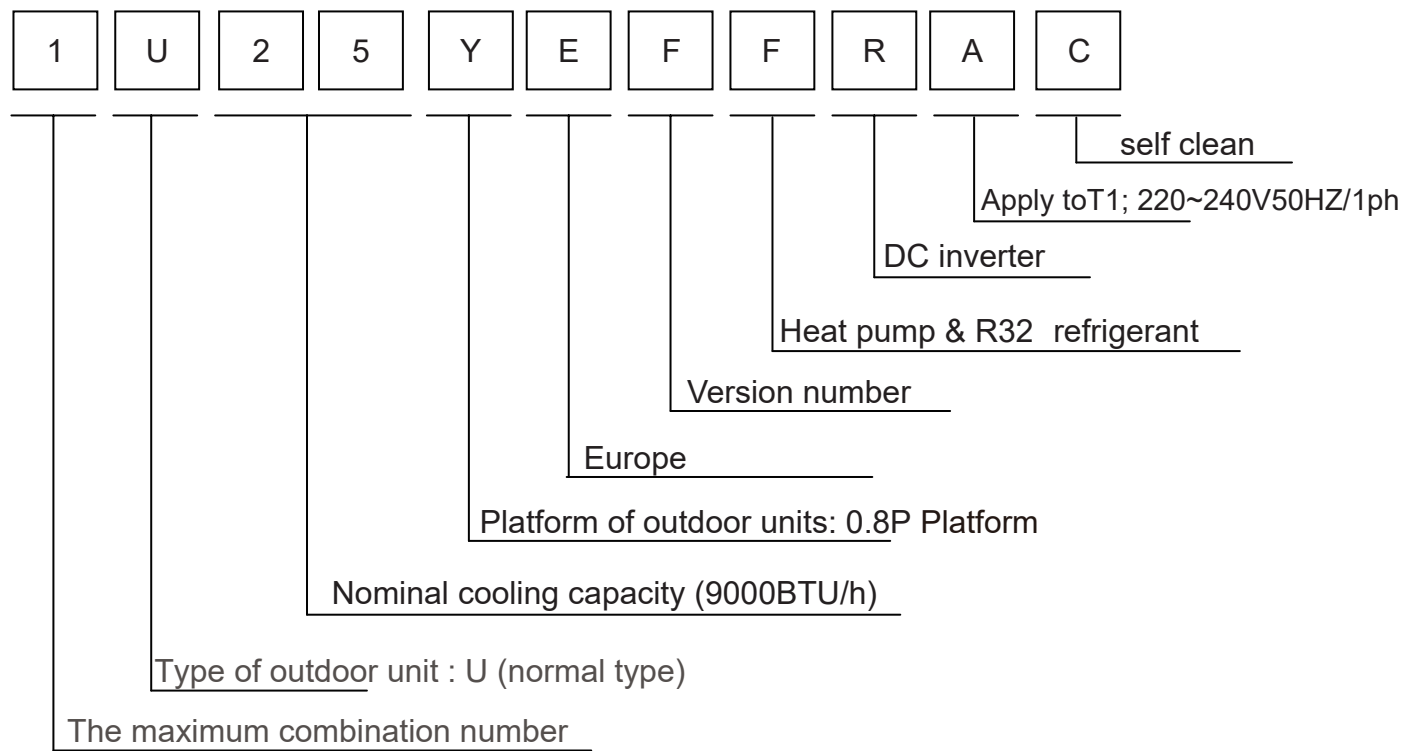 1 U 2 5 Y E F F R A C
self clean
Apply toT1; 220~240V50HZ/1ph
DC inverter
Heat pump & R32 refrigerant
Version number
Europe
Platform of outdoor units: 0.8P Platform
Nominal cooling capacity (9000BTU/h)
Type of outdoor unit : U (normal type)
The maximum combination number